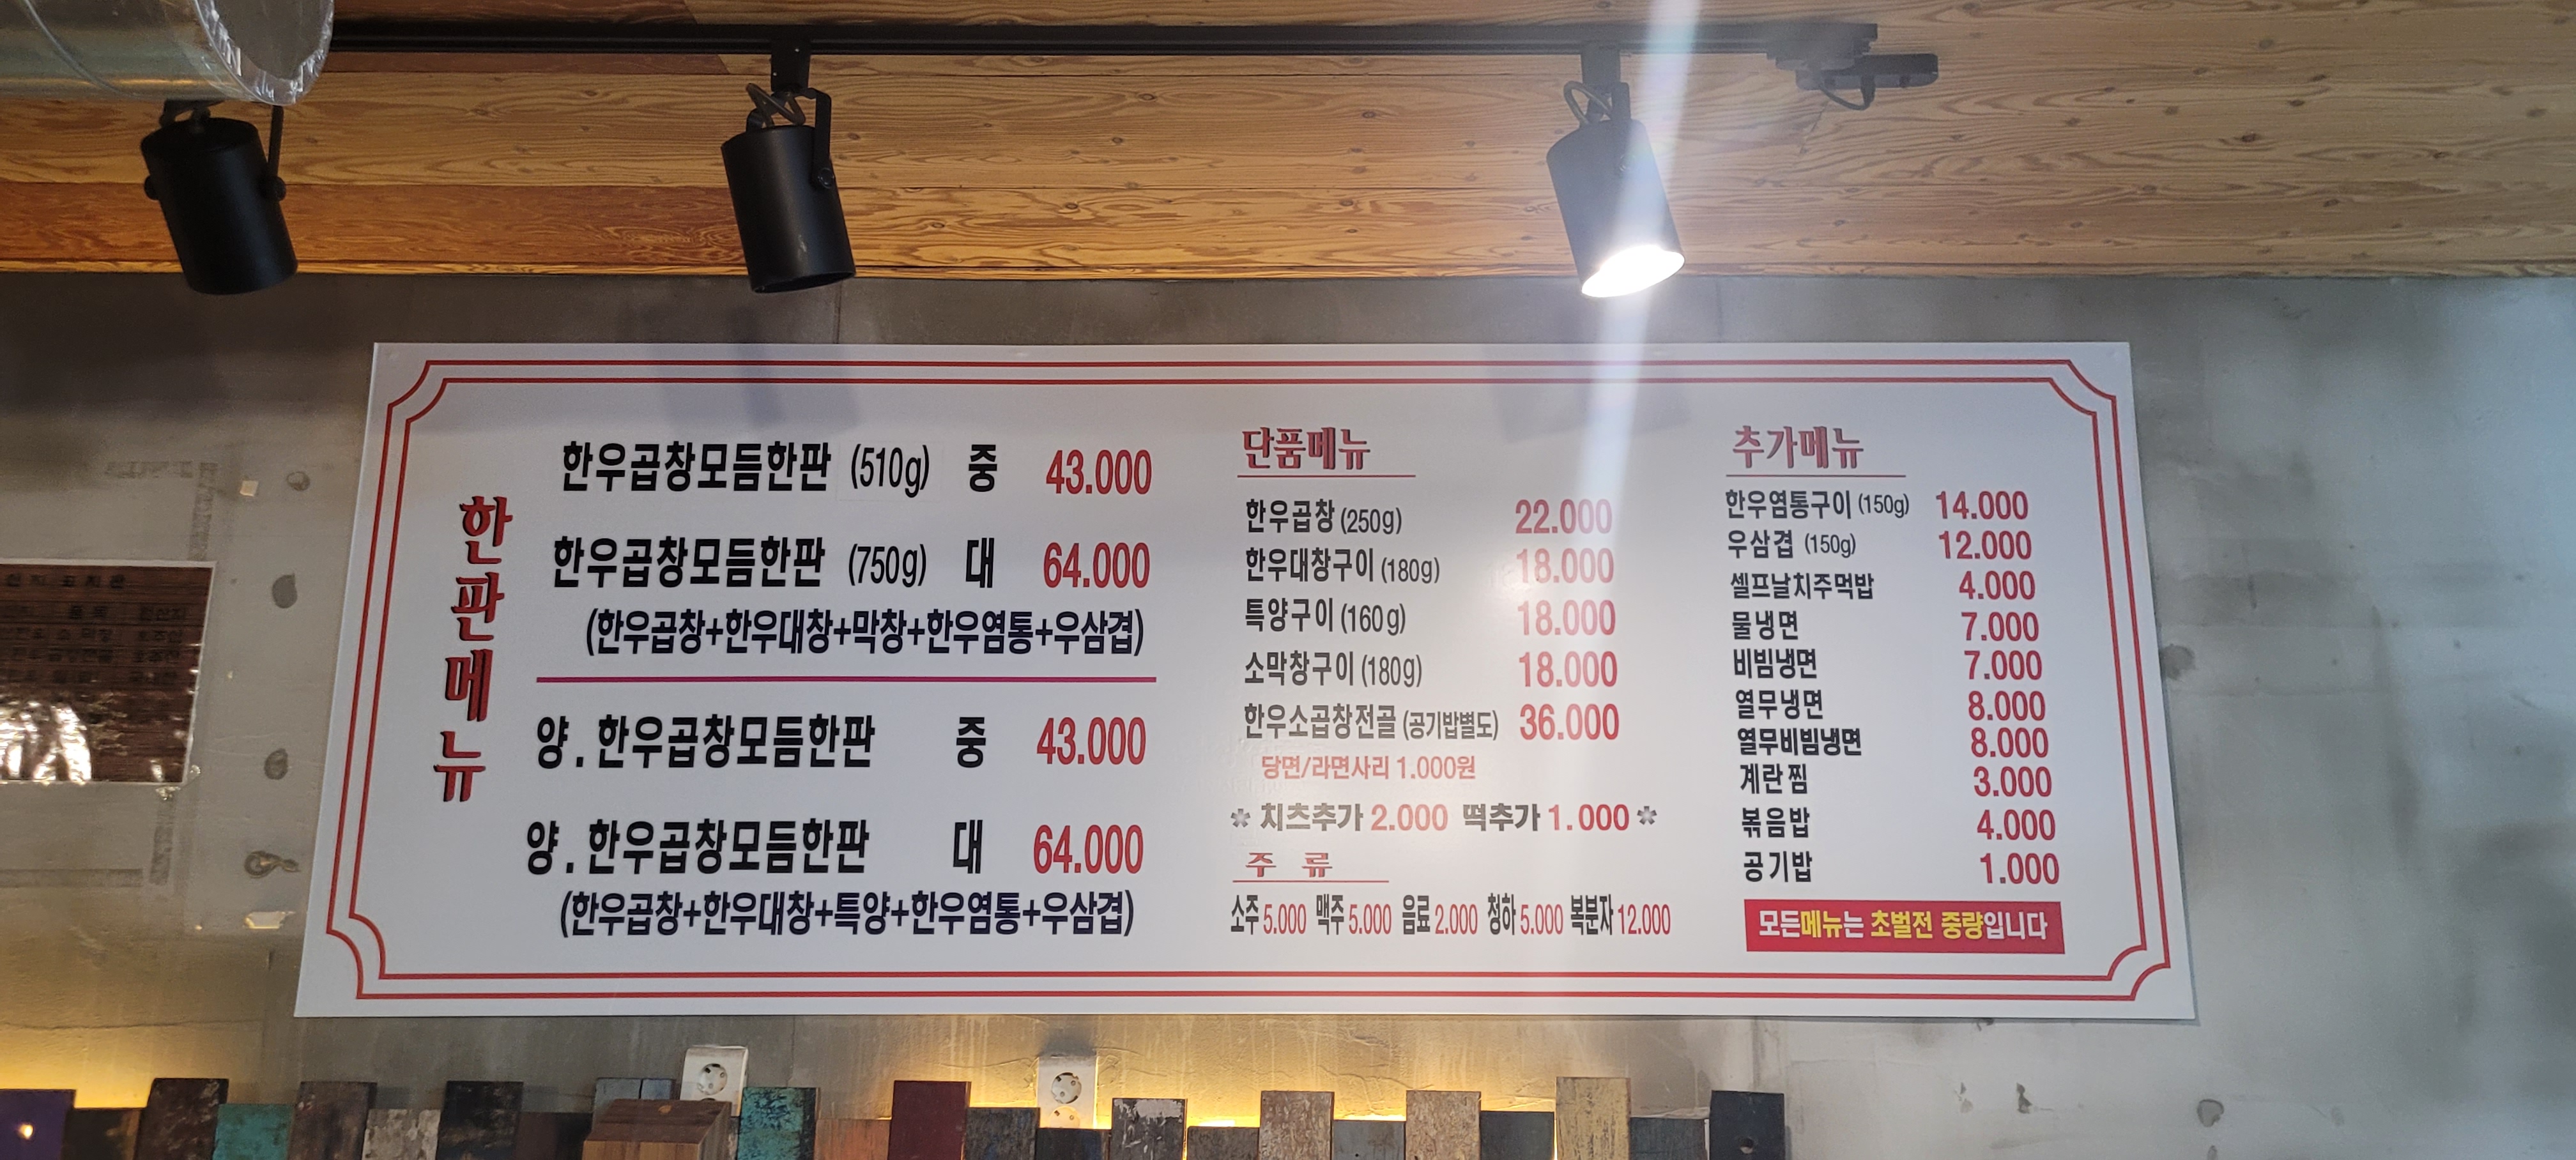 한판메뉴
한우곱창모듬한판 (510g) 중 43.000
한우곱창모듬한판 (750g) 대 64.000
(한우곱창+한우대창+막창+한우염통+우삼겹)
양.한우곱창모듬한판 중 43.000
양.한우곱창모듬한판 대 64.000
(한우곱창+한우대창+특양+한우염통+우삼겹)
단품메뉴
한우곱창 (250g) 22.000
한우대창구이 (180g) 18.000
특양구이 (160g) 18.000
소막창구이 (180g) 18.000
한우소곱창전골 (공기밥별도) 36.000
당면/라면사리 1.000원
* 치츠추가 2.000 떡추가 1.000 *
주 류
소주 5.000 맥주 5.000 음료 2.000 청하 5.000 복분자 12.000
추가메뉴
한우염통구이 (150g) 14.000
우삼겹 (150g) 12.000
셀프날치주먹밥 4.000
물냉면 7.000
비빔냉면 7.000
열무냉면 8.000
열무비빔냉면 8.000
계란찜 3.000
볶음밥 4.000
공기밥 1.000
모든메뉴는 초벌전 중량입니다